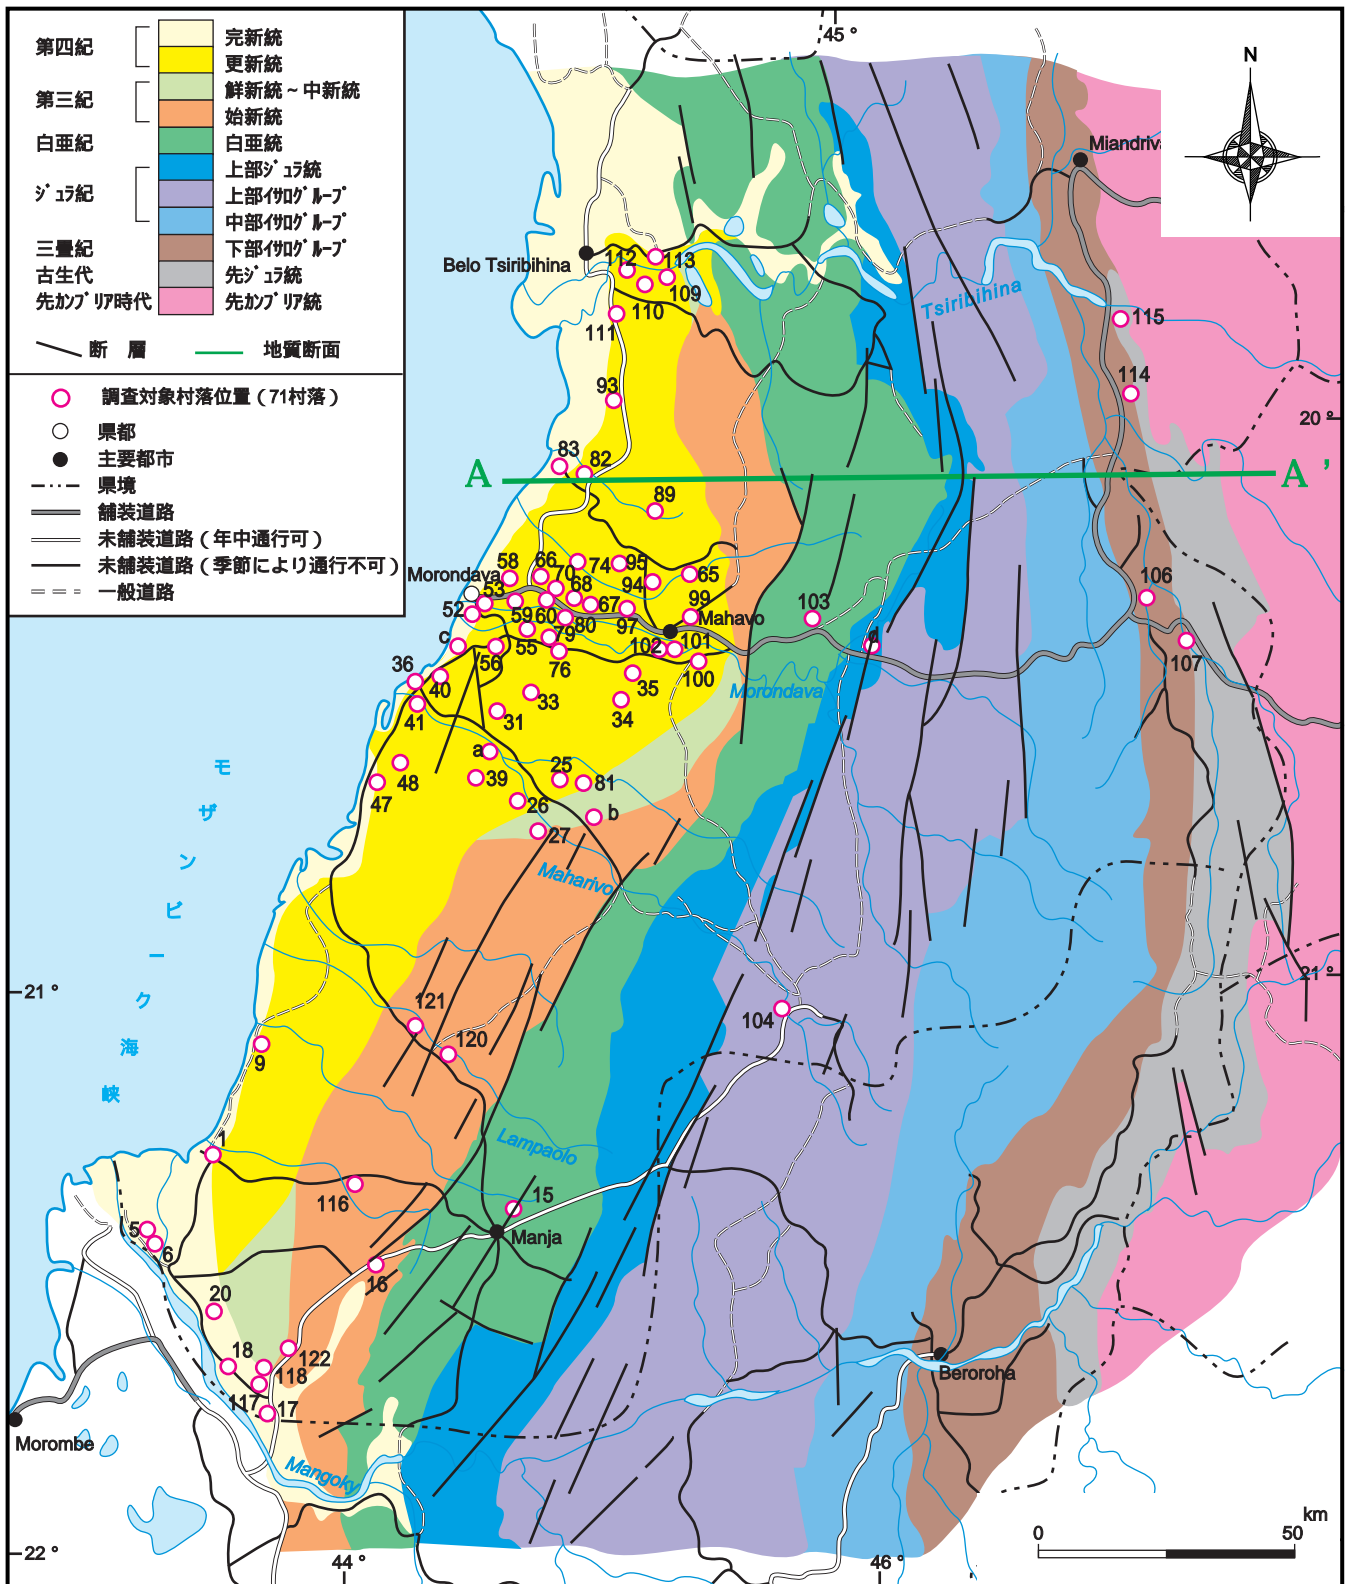 第四紀
完新統
更新統
第三紀
鮮新統～中新統
始新統
白亜紀
白亜統
ジュラ紀
上部ジュラ統
上部イサログループ
中部イサログループ
三畳紀
下部イサログループ
古生代
先ジュラ統
先カンブリア時代
先カンブリア統
断 層
地質断面
調査対象村落位置（71村落）
県都
主要都市
県境
舗装道路
未舗装道路（年中通行可）
未舗装道路（季節により通行不可）
一般道路
45°
N
Miandriva
Belo Tsiribihina
112
113
109
110
111
Tsiribihina
115
114
93
20°
83
82
A
A’
89
58
66
70
74
95
94
65
Morondava
53
52
59
60
68
67
97
99
Mahavo
103
106
107
55
79
80
76
102
101
100
d
c
56
36
40
41
33
31
35
34
Morondava
a
39
25
81
26
27
b
48
47
モザンビーク海峡
Maharivo
21°
21°
121
120
104
9
1
Lampaolo
116
15
Manja
5
6
16
20
18
122
118
117
17
Beroroha
Morombe
Mangoky
km
0
50
22°
44°
46°